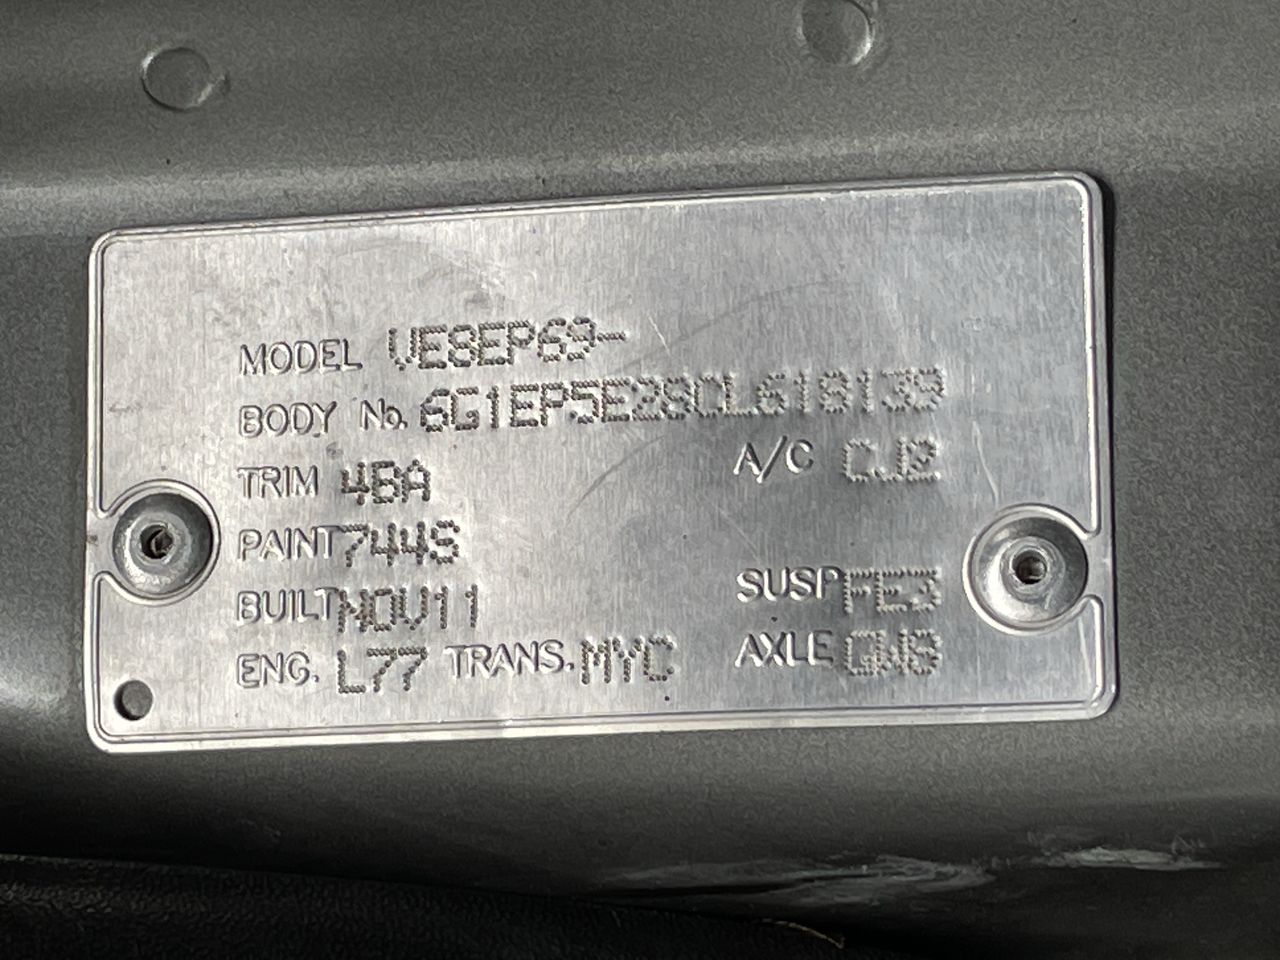 MODEL VE8EP69-
BODY No. 6G1EP5E28CL618139
TRIM 4BA A/C CJ2
PAINT 744S
BUILT NOV11 SUSP FE3
ENG. L77 TRANS. MYC AXLE GW8